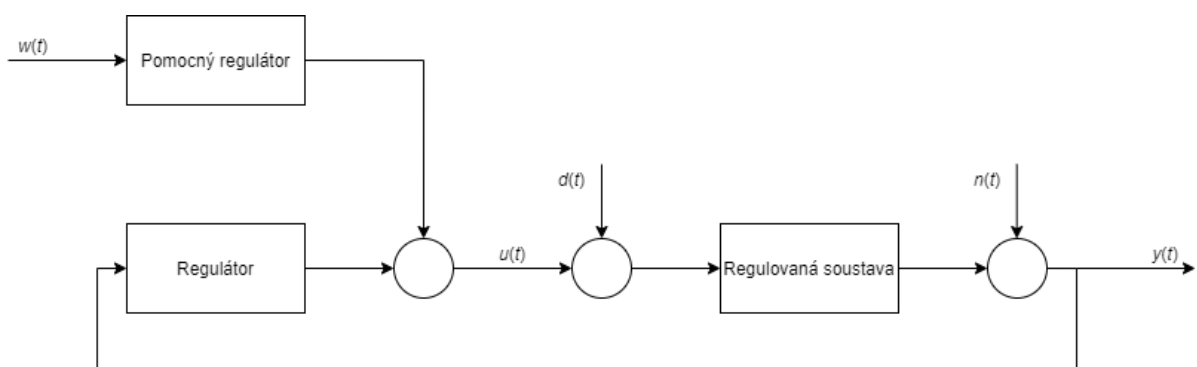 w(t)
Pomocný regulátor
d(t)
n(t)
Regulátor
u(t)
Regulovaná soustava
y(t)